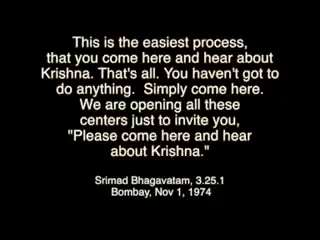 This is the easiest process,
that you come here and hear about
Krishna. That's all. You haven't got to
do anything.  Simply come here.
We are opening all these
centers just to invite you,
"Please come here and hear
about Krishna."
Srimad Bhagavatam, 3.25.1
Bombay, Nov 1, 1974